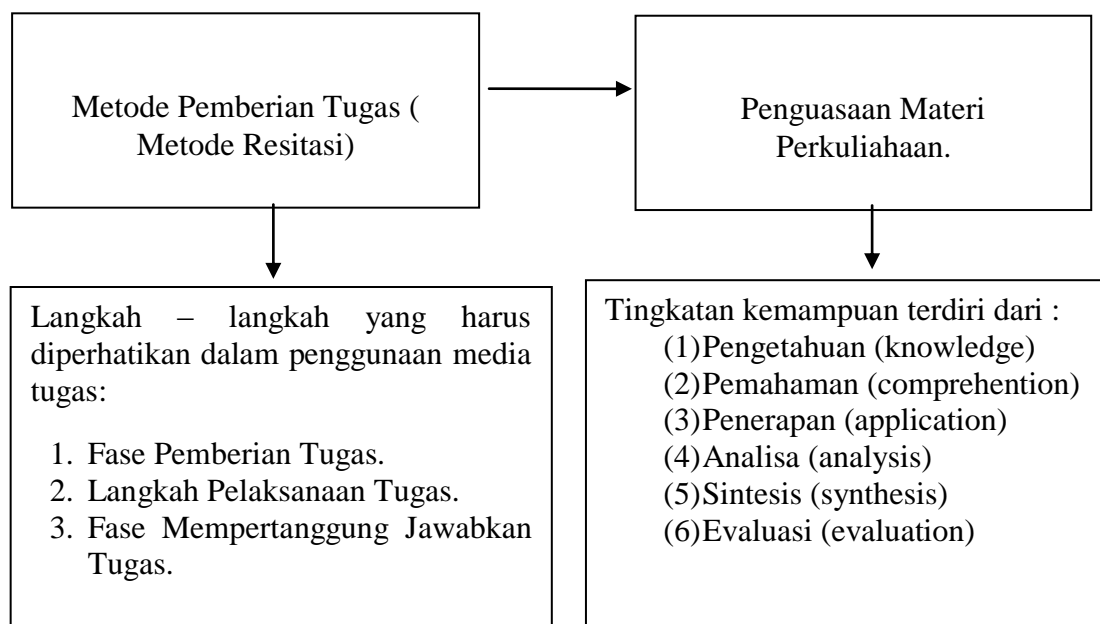 Metode Pemberian Tugas (
Metode Resitasi)
Penguasaan Materi
Perkuliahaan.
Langkah – langkah yang harus
diperhatikan dalam penggunaan media
tugas:
1. Fase Pemberian Tugas.
2. Langkah Pelaksanaan Tugas.
3. Fase Mempertanggung Jawabkan
Tugas.
Tingkatan kemampuan terdiri dari :
(1)Pengetahuan (knowledge)
(2)Pemahaman (comprehention)
(3)Penerapan (application)
(4)Analisa (analysis)
(5)Sintesis (synthesis)
(6)Evaluasi (evaluation)